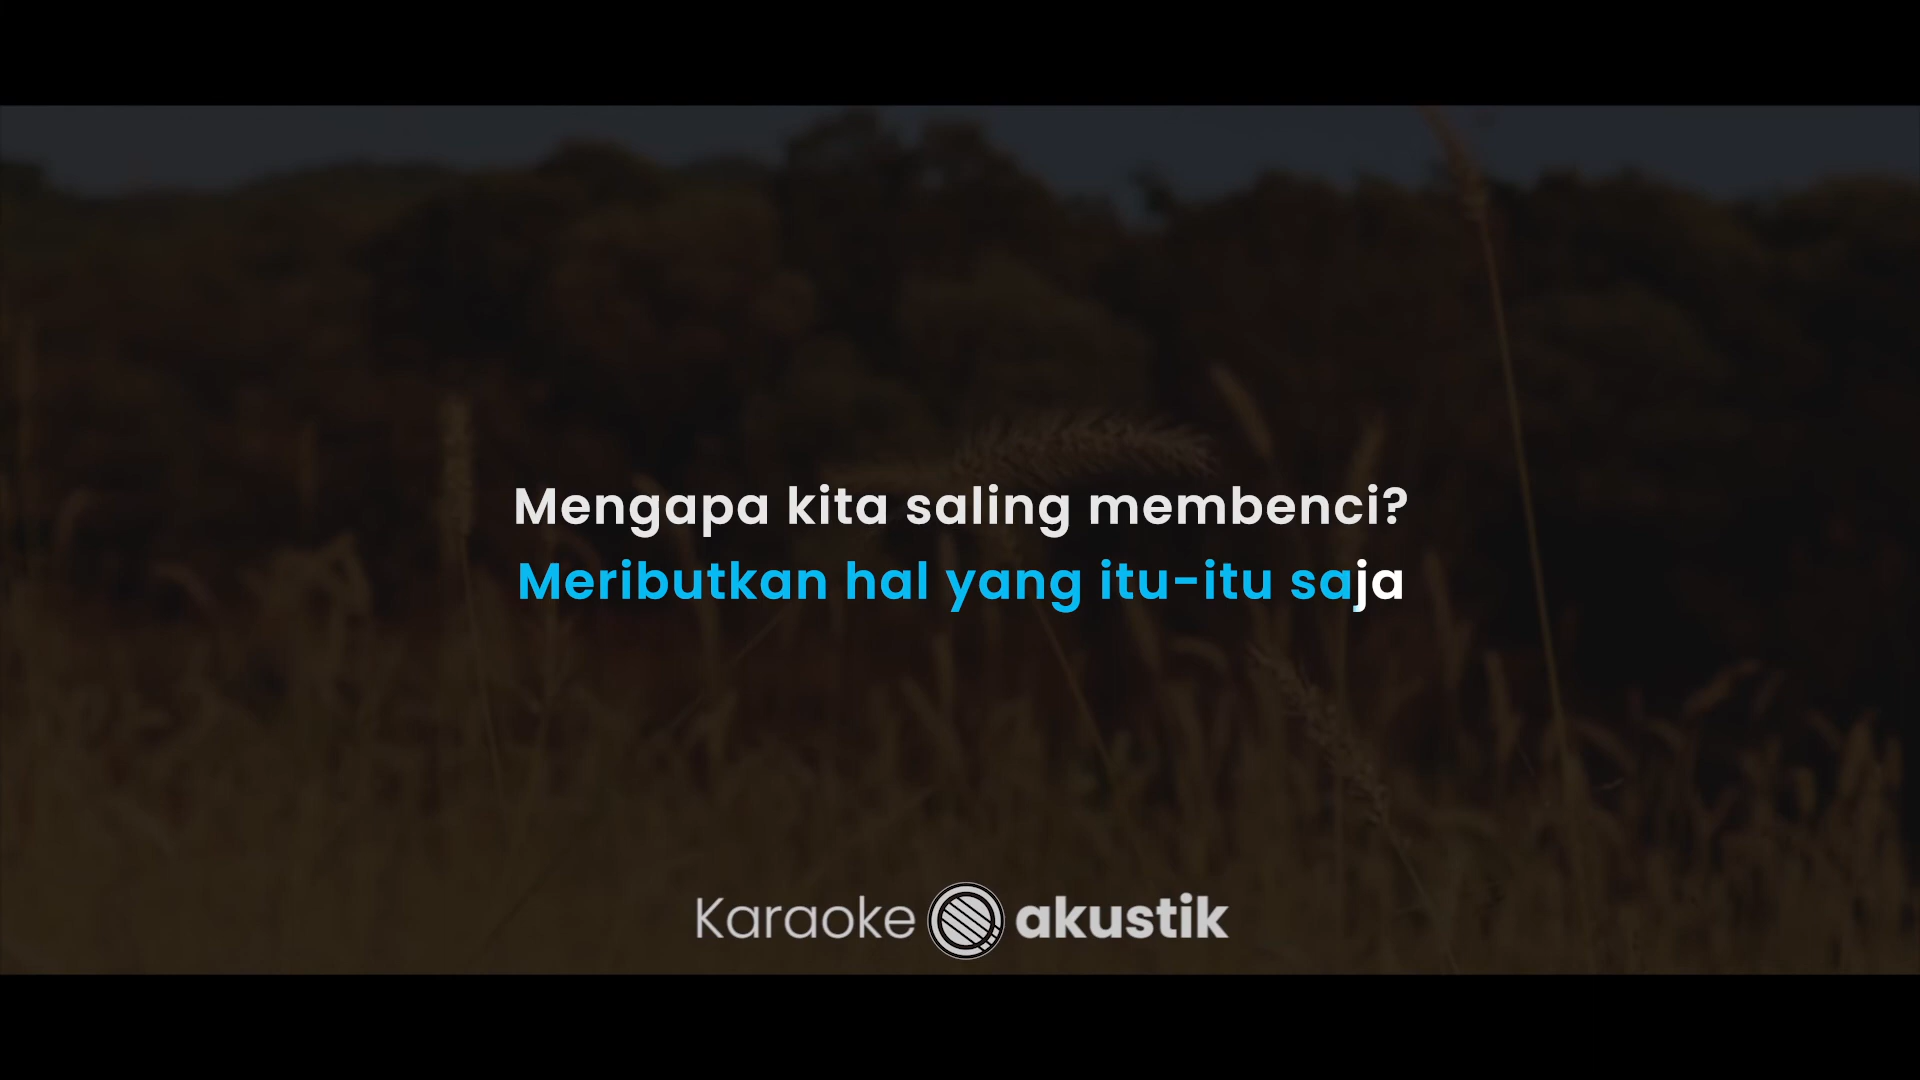 Mengapa kita saling membenci?
Meributkan hal yang itu-itu saja
Karaoke akustik